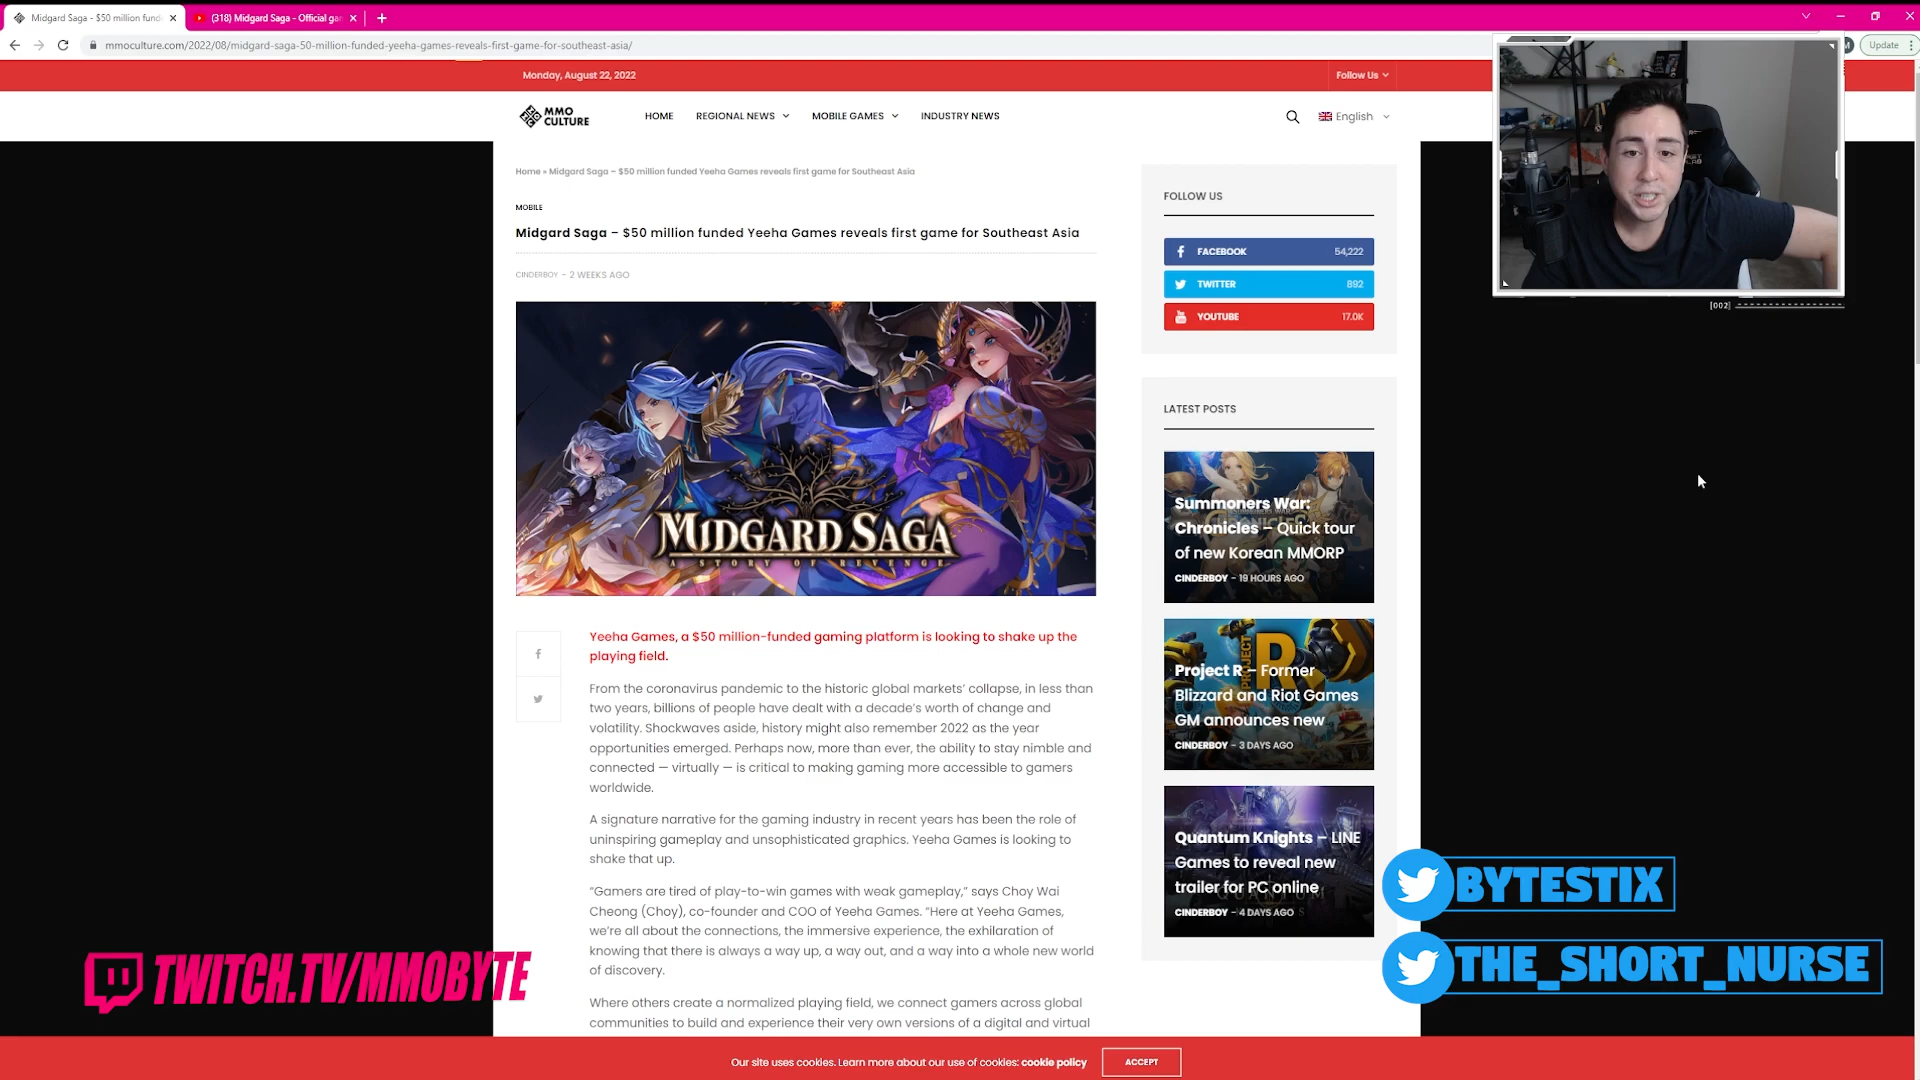 Midgard Saga - $50 million fund
(318) Midgard Saga - Official gar
mmoculture.com/2022/08/midgard-saga-50-million-funded-yeeha-games-reveals-first-game-for-southeast-asia/
Update
Monday, August 22, 2022
Follow Us
MMO
CULTURE
HOME
REGIONAL NEWS
MOBILE GAMES
INDUSTRY NEWS
English
Home » Midgard Saga – $50 million funded Yeeha Games reveals first game for Southeast Asia
MOBILE
Midgard Saga – $50 million funded Yeeha Games reveals first game for Southeast Asia
CINDERBOY - 2 WEEKS AGO
MIDGARD SAGA
A STORY OF REVENGE
Yeeha Games, a $50 million-funded gaming platform is looking to shake up the
playing field.
From the coronavirus pandemic to the historic global markets’ collapse, in less than
two years, billions of people have dealt with a decade’s worth of change and
volatility. Shockwaves aside, history might also remember 2022 as the year
opportunities emerged. Perhaps now, more than ever, the ability to stay nimble and
connected — virtually — is critical to making gaming more accessible to gamers
worldwide.
A signature narrative for the gaming industry in recent years has been the role of
uninspiring gameplay and unsophisticated graphics. Yeeha Games is looking to
shake that up.
“Gamers are tired of play-to-win games with weak gameplay,” says Choy Wai
Cheong (Choy), co-founder and COO of Yeeha Games. “Here at Yeeha Games,
we’re all about the connections, the immersive experience, the exhilaration of
knowing that there is always a way up, a way out, and a way into a whole new world
of discovery.
Where others create a normalized playing field, we connect gamers across global
communities to build and experience their very own versions of a digital and virtual
FOLLOW US
FACEBOOK 54,222
TWITTER 892
YOUTUBE 17.0K
LATEST POSTS
Summoners War:
Chronicles – Quick tour
of new Korean MMORP
CINDERBOY - 19 HOURS AGO
PROJECT R
Project R – Former
Blizzard and Riot Games
GM announces new
CINDERBOY - 3 DAYS AGO
Quantum Knights – LINE
Games to reveal new
trailer for PC online
CINDERBOY - 4 DAYS AGO
[002]
TWITCH.TV/MMOBYTE
BYTESTIX
THE_SHORT_NURSE
Our site uses cookies. Learn more about our use of cookies: cookie policy
ACCEPT